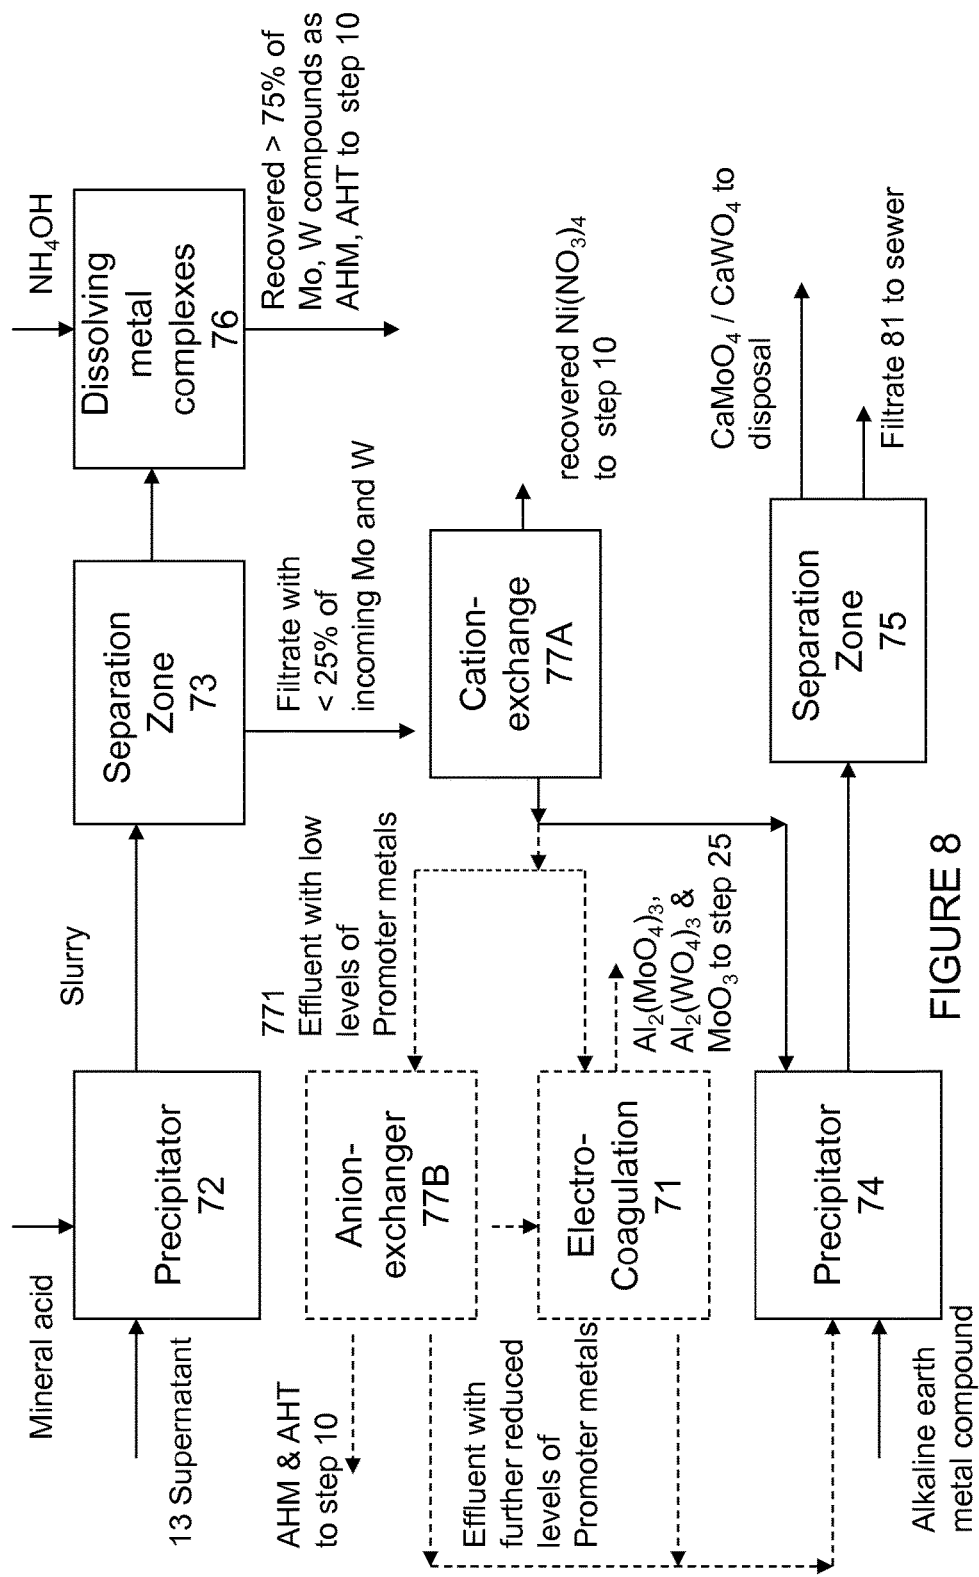 Mineral acid
13 Supernatant
Precipitator
72
Slurry
Separation
Zone
73
NH4OH
Dissolving
metal
complexes
76
Recovered > 75% of
Mo, W compounds as
AHM, AHT to step 10
Filtrate with
< 25% of
incoming Mo and W
Cation-
exchange
77A
recovered Ni(NO3)4
to step 10
771
Effluent with low
levels of
Promoter metals
Anion-
exchanger
77B
AHM & AHT
to step 10
Electro-
Coagulation
71
Al2(MoO4)3,
Al2(WO4)3 &
MoO3 to step 25
Effluent with
further reduced
levels of
Promoter metals
Alkaline earth
metal compound
Precipitator
74
Separation
Zone
75
CaMoO4 / CaWO4 to
disposal
Filtrate 81 to sewer
FIGURE 8